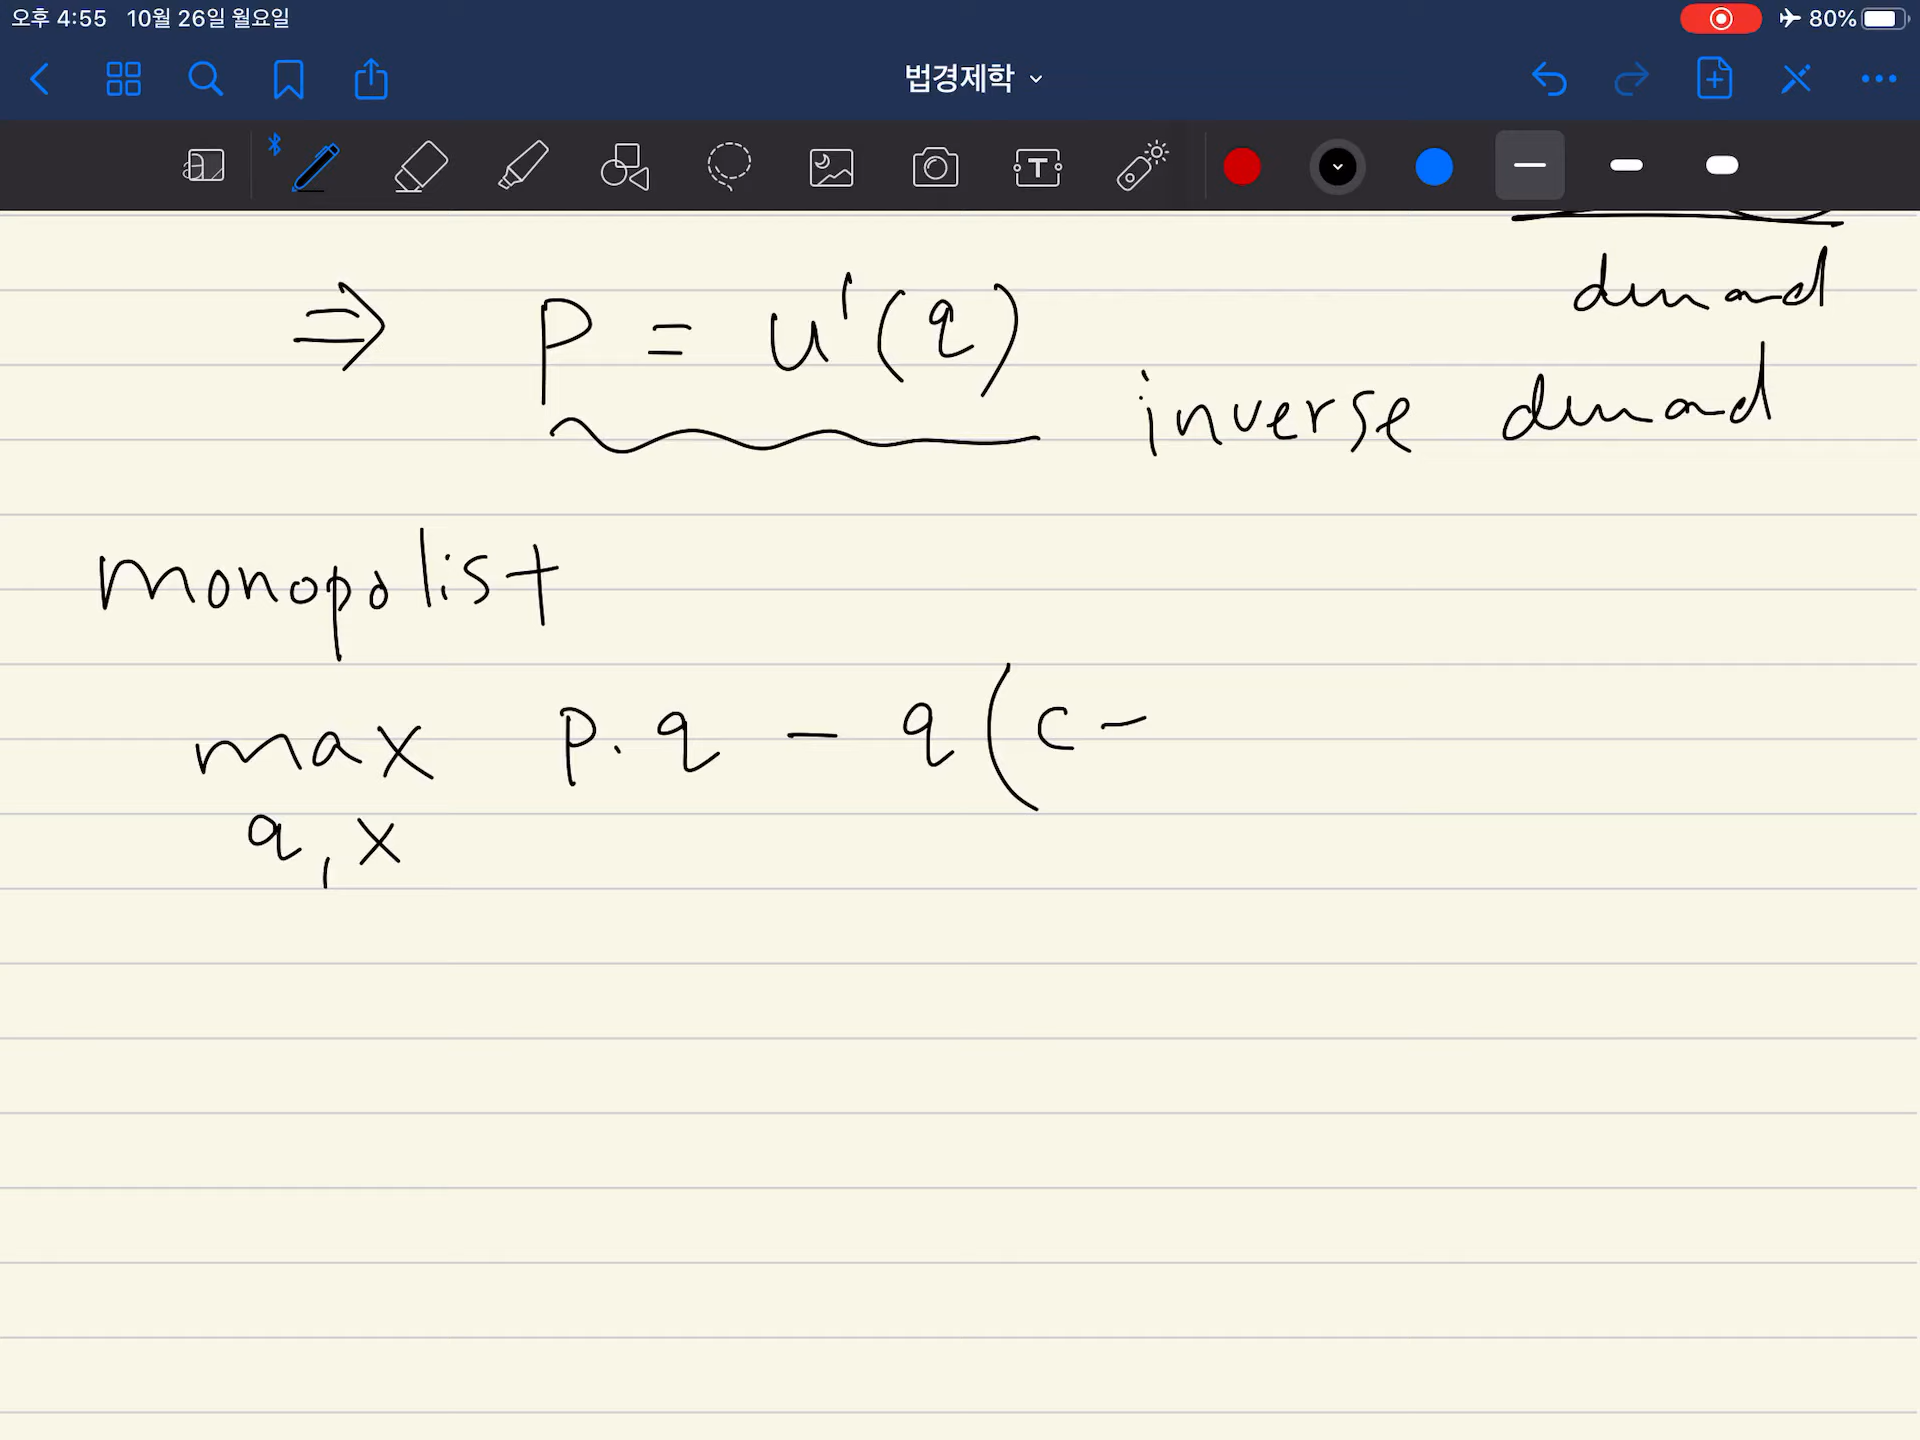 오후 4:55 10월 26일 월요일 80%
법경제학
demand
⇒ P = u'(q)
inverse demand
monopolist
max p·q − q(c −
q, x